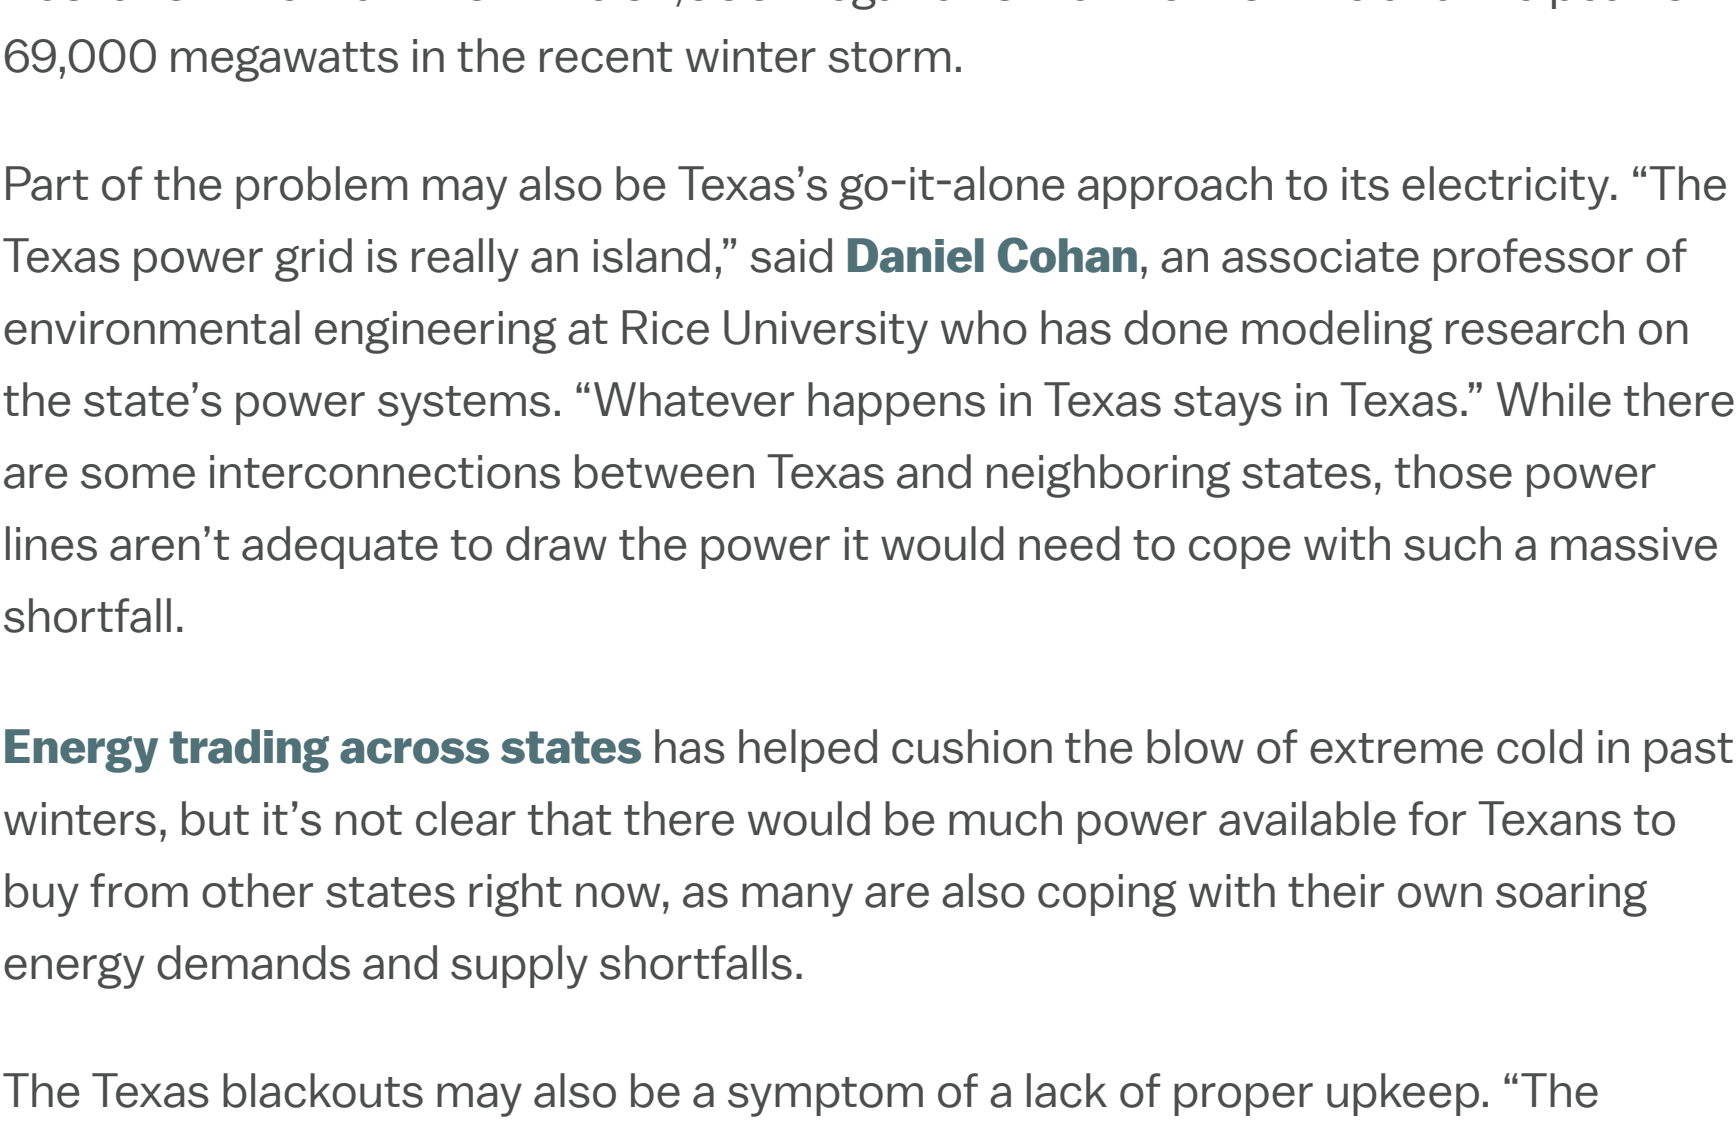 69,000 megawatts in the recent winter storm.
Part of the problem may also be Texas’s go-it-alone approach to its electricity. “The
Texas power grid is really an island,” said Daniel Cohan, an associate professor of
environmental engineering at Rice University who has done modeling research on
the state’s power systems. “Whatever happens in Texas stays in Texas.” While there
are some interconnections between Texas and neighboring states, those power
lines aren’t adequate to draw the power it would need to cope with such a massive
shortfall.
Energy trading across states has helped cushion the blow of extreme cold in past
winters, but it’s not clear that there would be much power available for Texans to
buy from other states right now, as many are also coping with their own soaring
energy demands and supply shortfalls.
The Texas blackouts may also be a symptom of a lack of proper upkeep. “The